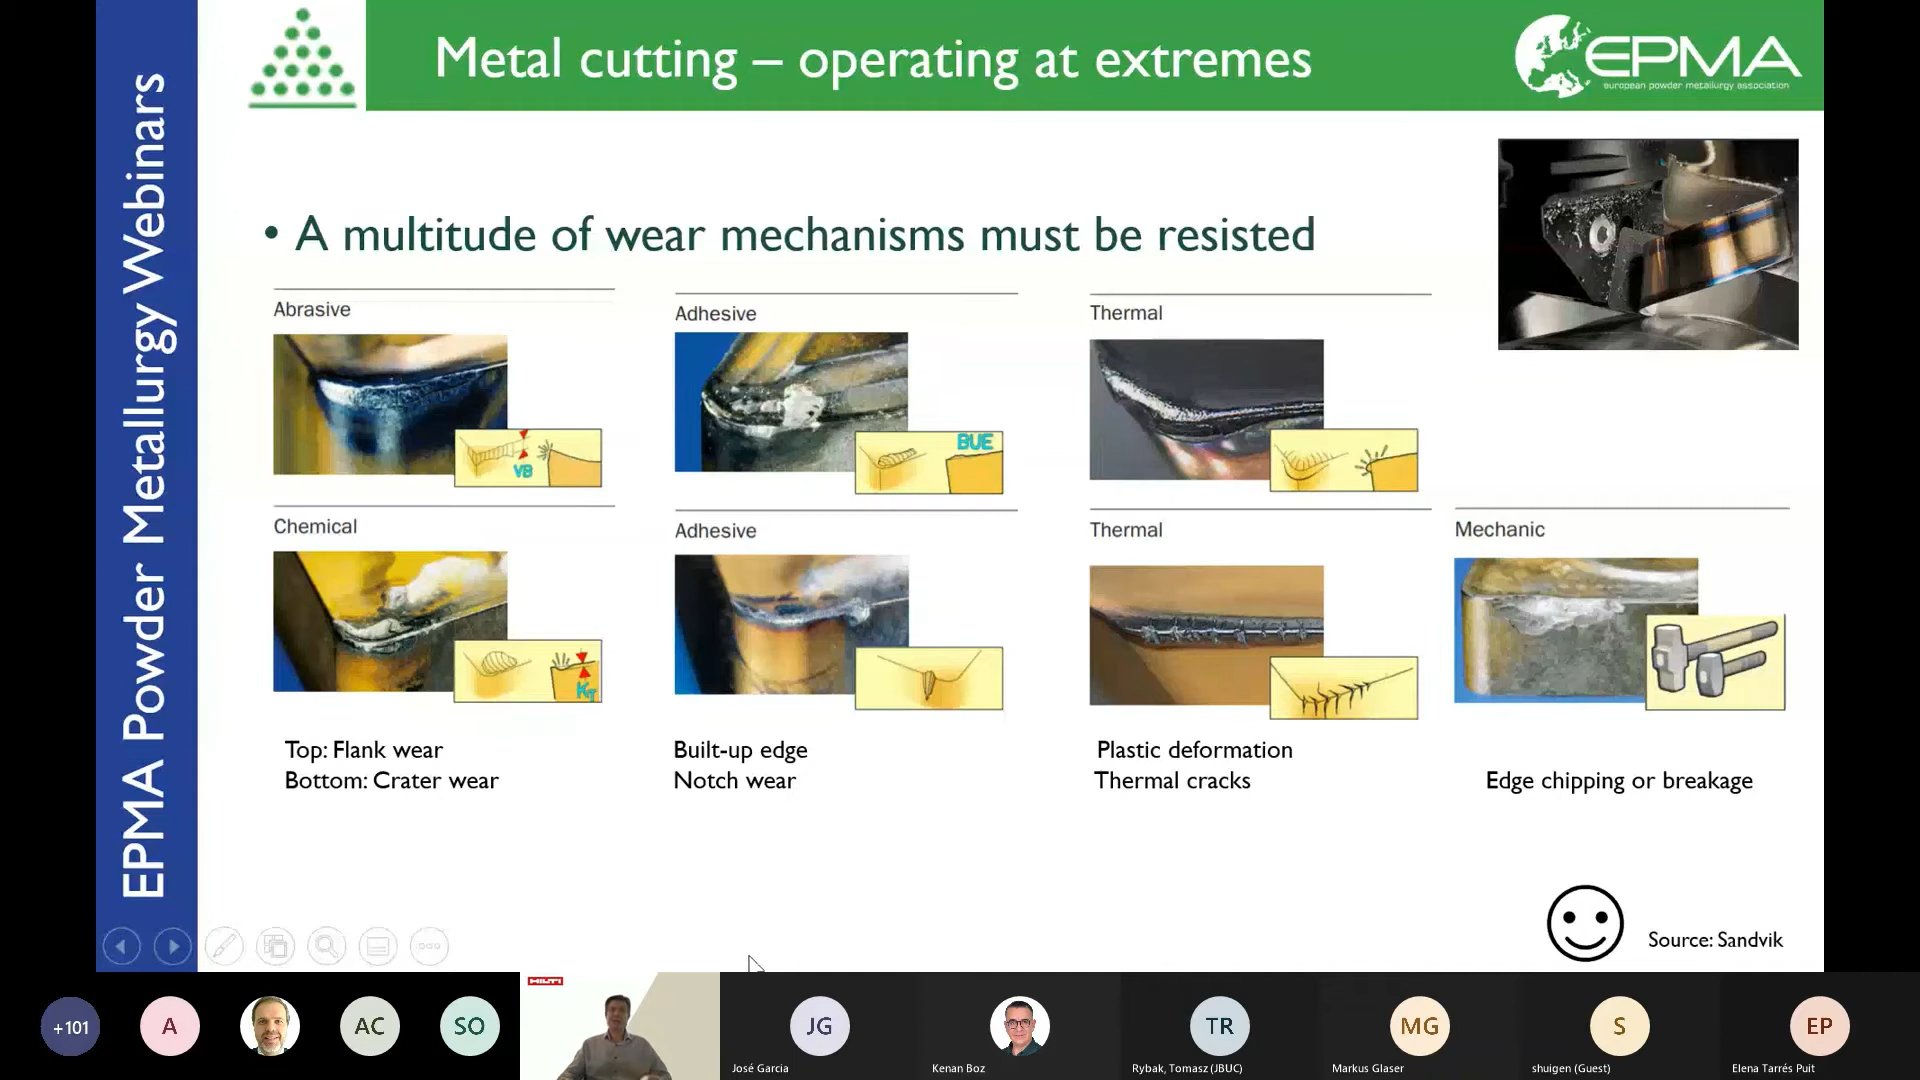 EPMA Powder Metallurgy Webinars
Metal cutting – operating at extremes
EPMA
european powder metallurgy association
• A multitude of wear mechanisms must be resisted
Abrasive
VB
Adhesive
BUE
Thermal
Chemical
KT
Adhesive
Thermal
Mechanic
Top: Flank wear
Bottom: Crater wear
Built-up edge
Notch wear
Plastic deformation
Thermal cracks
Edge chipping or breakage
Source: Sandvik
+101
A
AC
SO
HILTI
JG
José Garcia
Kenan Boz
TR
Rybak, Tomasz (JBUC)
MG
Markus Glaser
S
shuigen (Guest)
EP
Elena Tarrés Puit